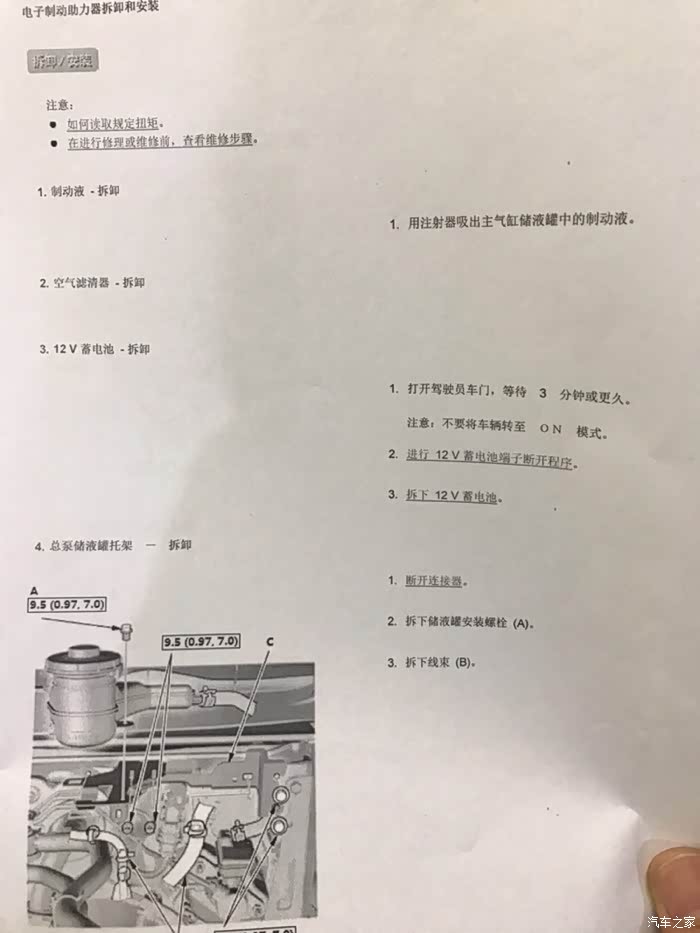 电子制动助力器拆卸和安装
拆卸/安装
注意：
● 如何读取规定扭矩。
● 在进行修理或维修前，查看维修步骤。
1. 制动液 - 拆卸
1. 用注射器吸出主气缸储液罐中的制动液。
2. 空气滤清器 - 拆卸
3. 12 V 蓄电池 - 拆卸
1. 打开驾驶员车门，等待 3 分钟或更久。
注意：不要将车辆转至 ON 模式。
2. 进行 12 V 蓄电池端子断开程序。
3. 拆下 12 V 蓄电池。
4. 总泵储液罐托架 － 拆卸
1. 断开连接器。
2. 拆下储液罐安装螺栓 (A)。
3. 拆下线束 (B)。
A
9.5 (0.97, 7.0)
9.5 (0.97, 7.0)
C
汽车之家